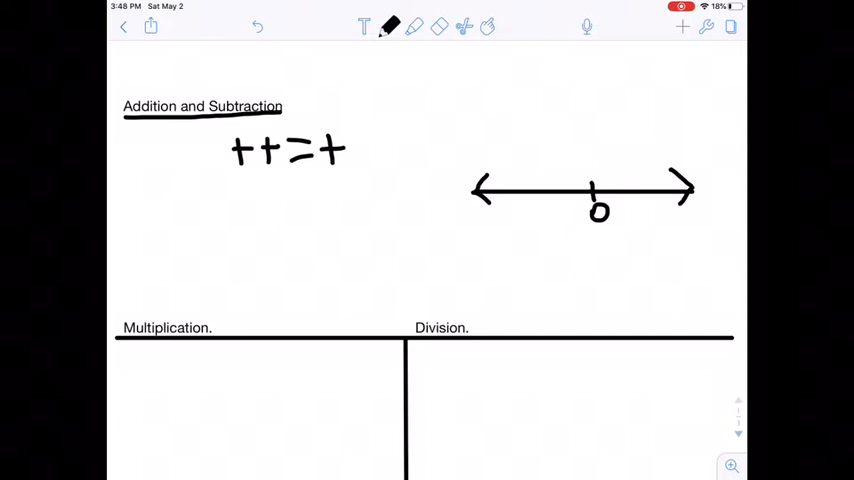 3:48 PM Sat May 2
18%
T
Addition and Subtraction
++=+
0
Multiplication.
Division.